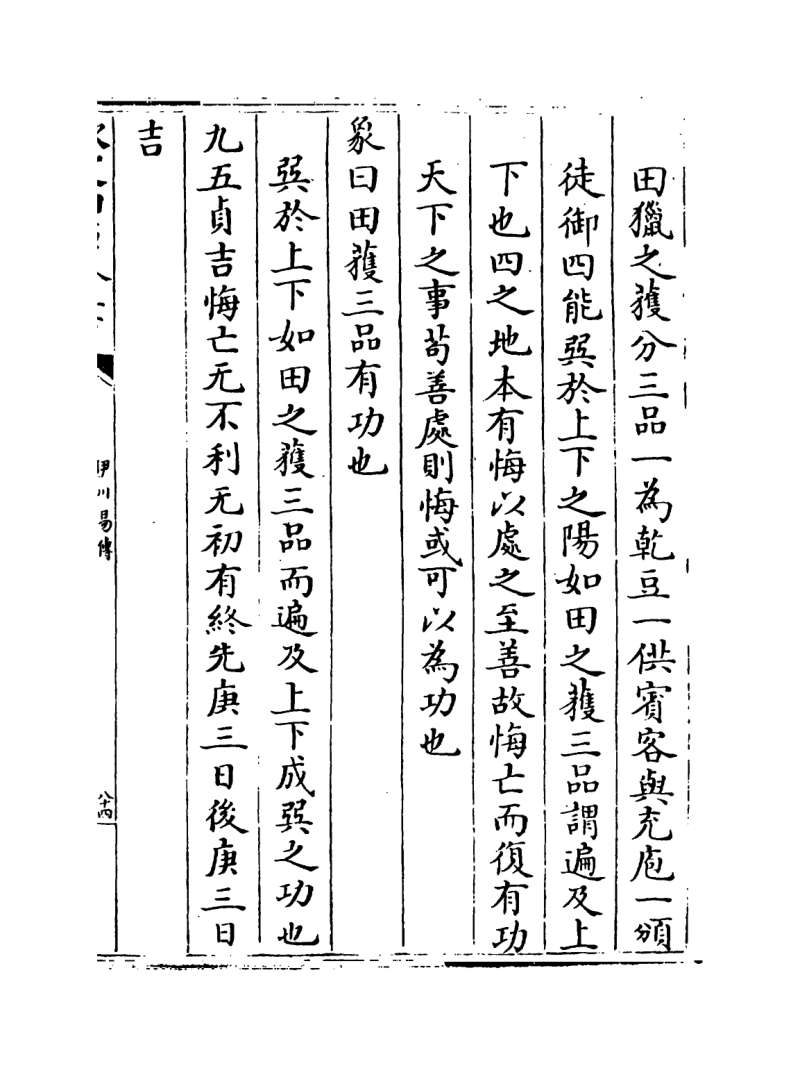 田獵之獲分三品一為乾豆一供賓客與充庖一頒
徒御四能巽於上下之陽如田之獲三品謂遍及上
下也四之地本有悔以處之至善故悔亡而復有功
天下之事茍善處則悔或可以為功也
象曰田獲三品有功也
巽於上下如田之獲三品而遍及上下成巽之功也
九五貞吉悔亡无不利无初有終先庚三日後庚三日
吉
伊川易傳
八十四